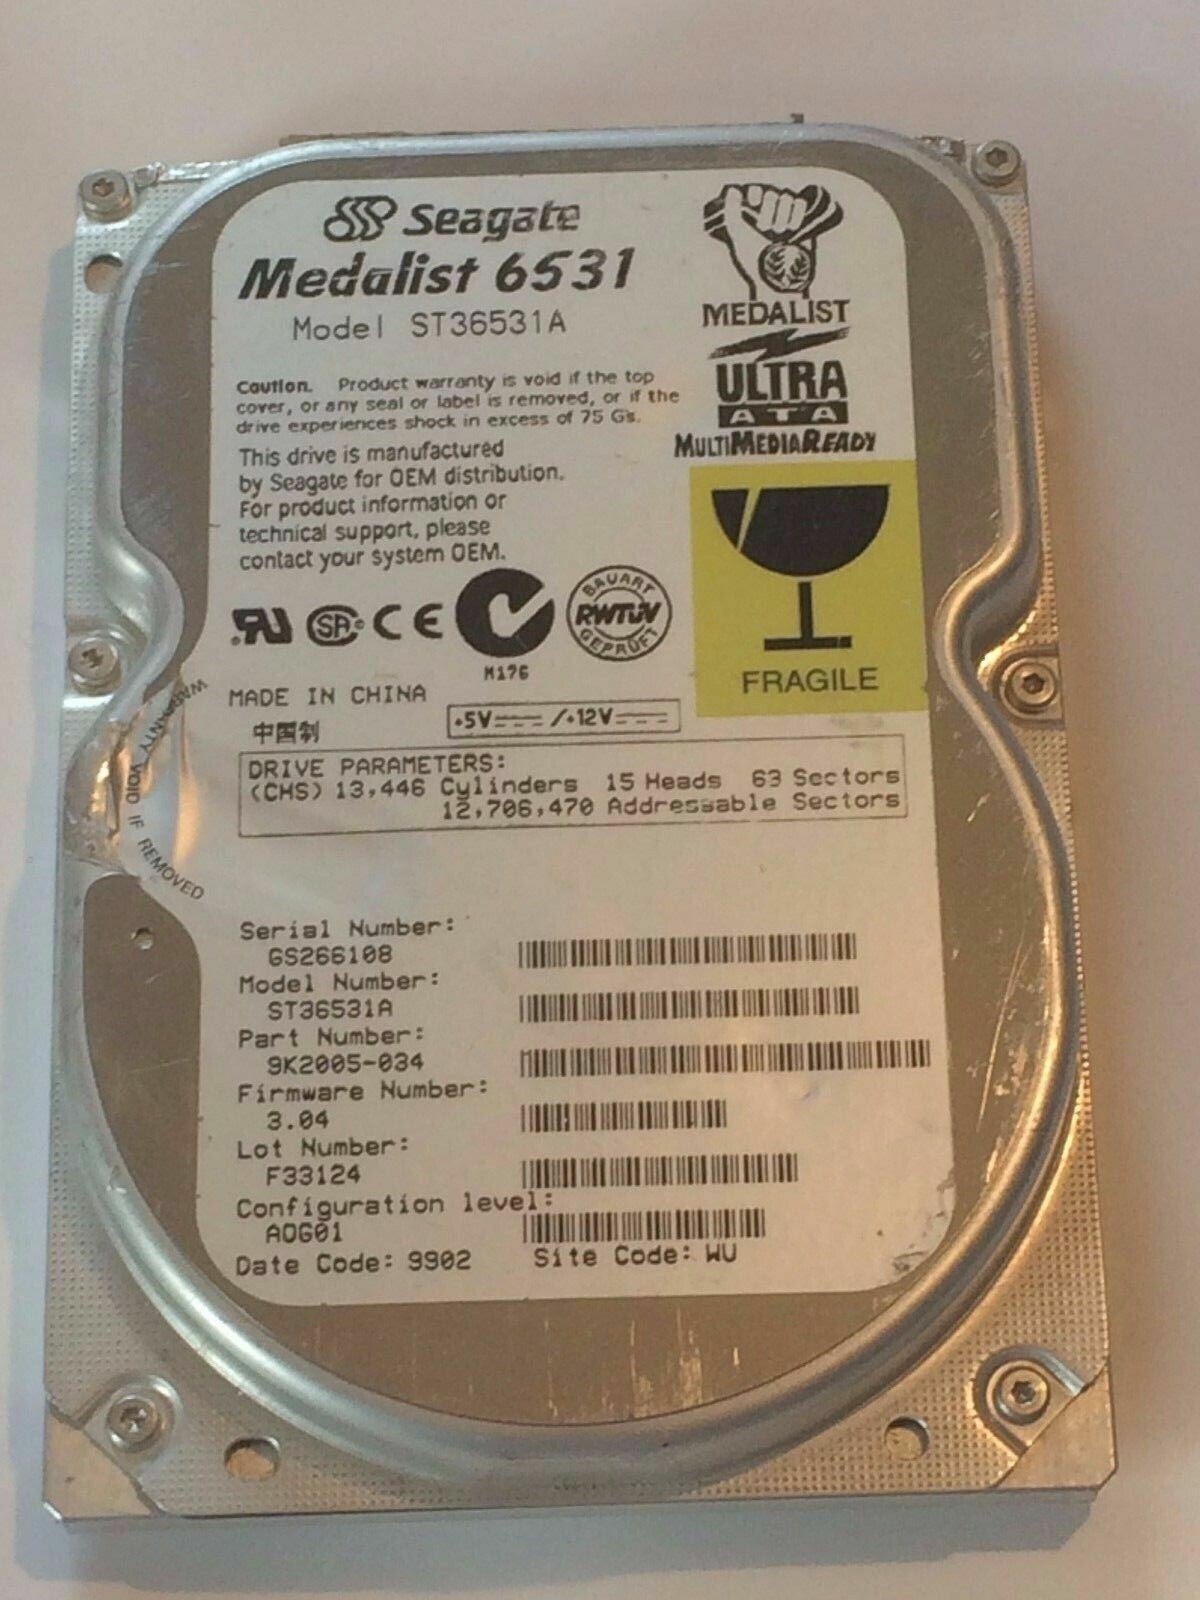 Seagate
Medalist 6531
Model ST36531A
MEDALIST
ULTRA
ATA
MULTIMEDIAREADY
Caution. Product warranty is void if the top
cover, or any seal or label is removed, or if the
drive experiences shock in excess of 75 G's.
This drive is manufactured
by Seagate for OEM distribution.
For product information or
technical support, please
contact your system OEM.
CE
N176
BAUART
RWTÜV
GEPRÜFT
FRAGILE
MADE IN CHINA
中国制
+5V /+12V
WARRANTY VOID IF REMOVED
DRIVE PARAMETERS:
(CHS) 13,446 Cylinders 15 Heads 63 Sectors
12,706,470 Addressable Sectors
Serial Number:
GS266108
Model Number:
ST36531A
Part Number:
9K2005-034
Firmware Number:
3.04
Lot Number:
F33124
Configuration level:
AOG01
Date Code: 9902 Site Code: WU